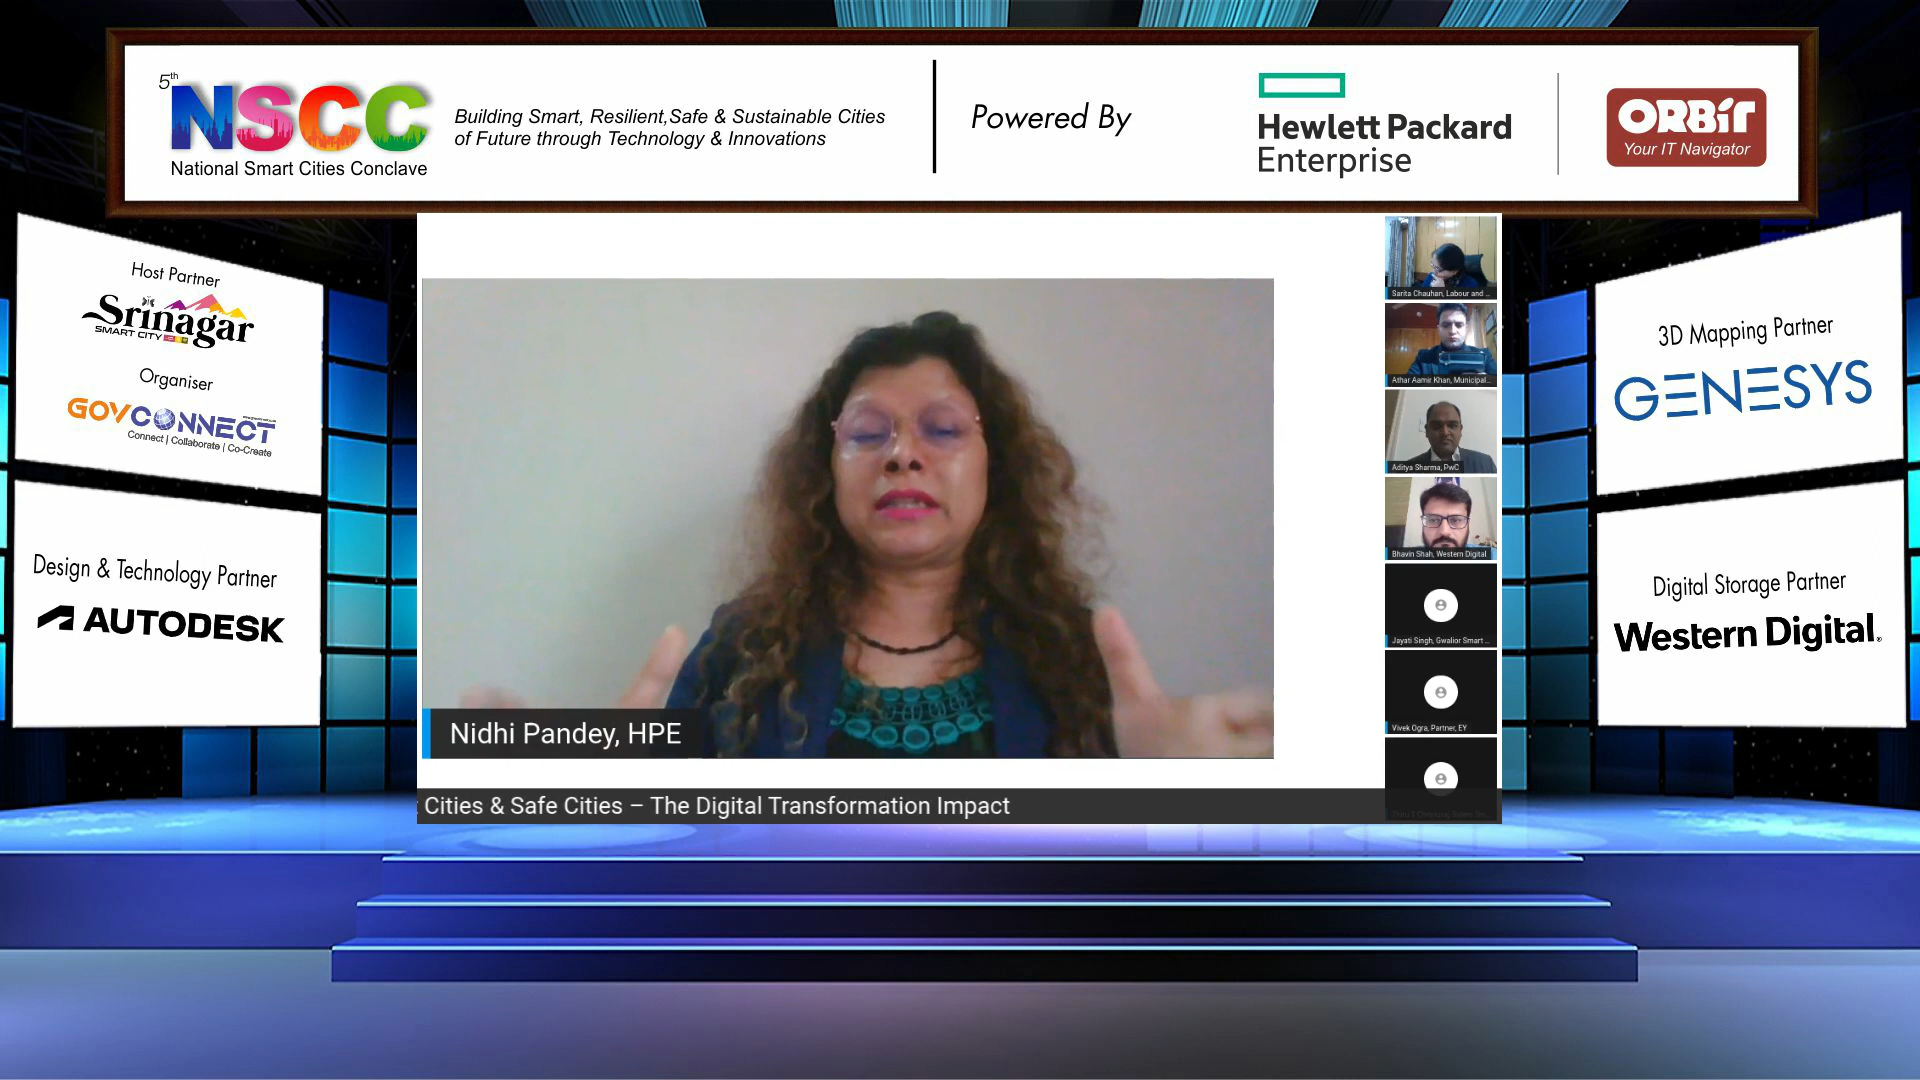 5th
NSCC
National Smart Cities Conclave
Building Smart, Resilient,Safe & Sustainable Cities
of Future through Technology & Innovations
Powered By
Hewlett Packard
Enterprise
ORBIT
Your IT Navigator
Host Partner
Srinagar
SMART CITY
Organiser
GOVCONNECT
Connect | Collaborate | Co-Create
Design & Technology Partner
AUTODESK
Nidhi Pandey, HPE
Cities & Safe Cities – The Digital Transformation Impact
Sarita Chauhan, Labour and ...
Athar Aamir Khan, Municipal...
Aditya Sharma, PwC
Bhavin Shah, Western Digital
Jayati Singh, Gwalior Smart ...
Vivek Ogra, Partner, EY
3D Mapping Partner
GENESYS
Digital Storage Partner
Western Digital.